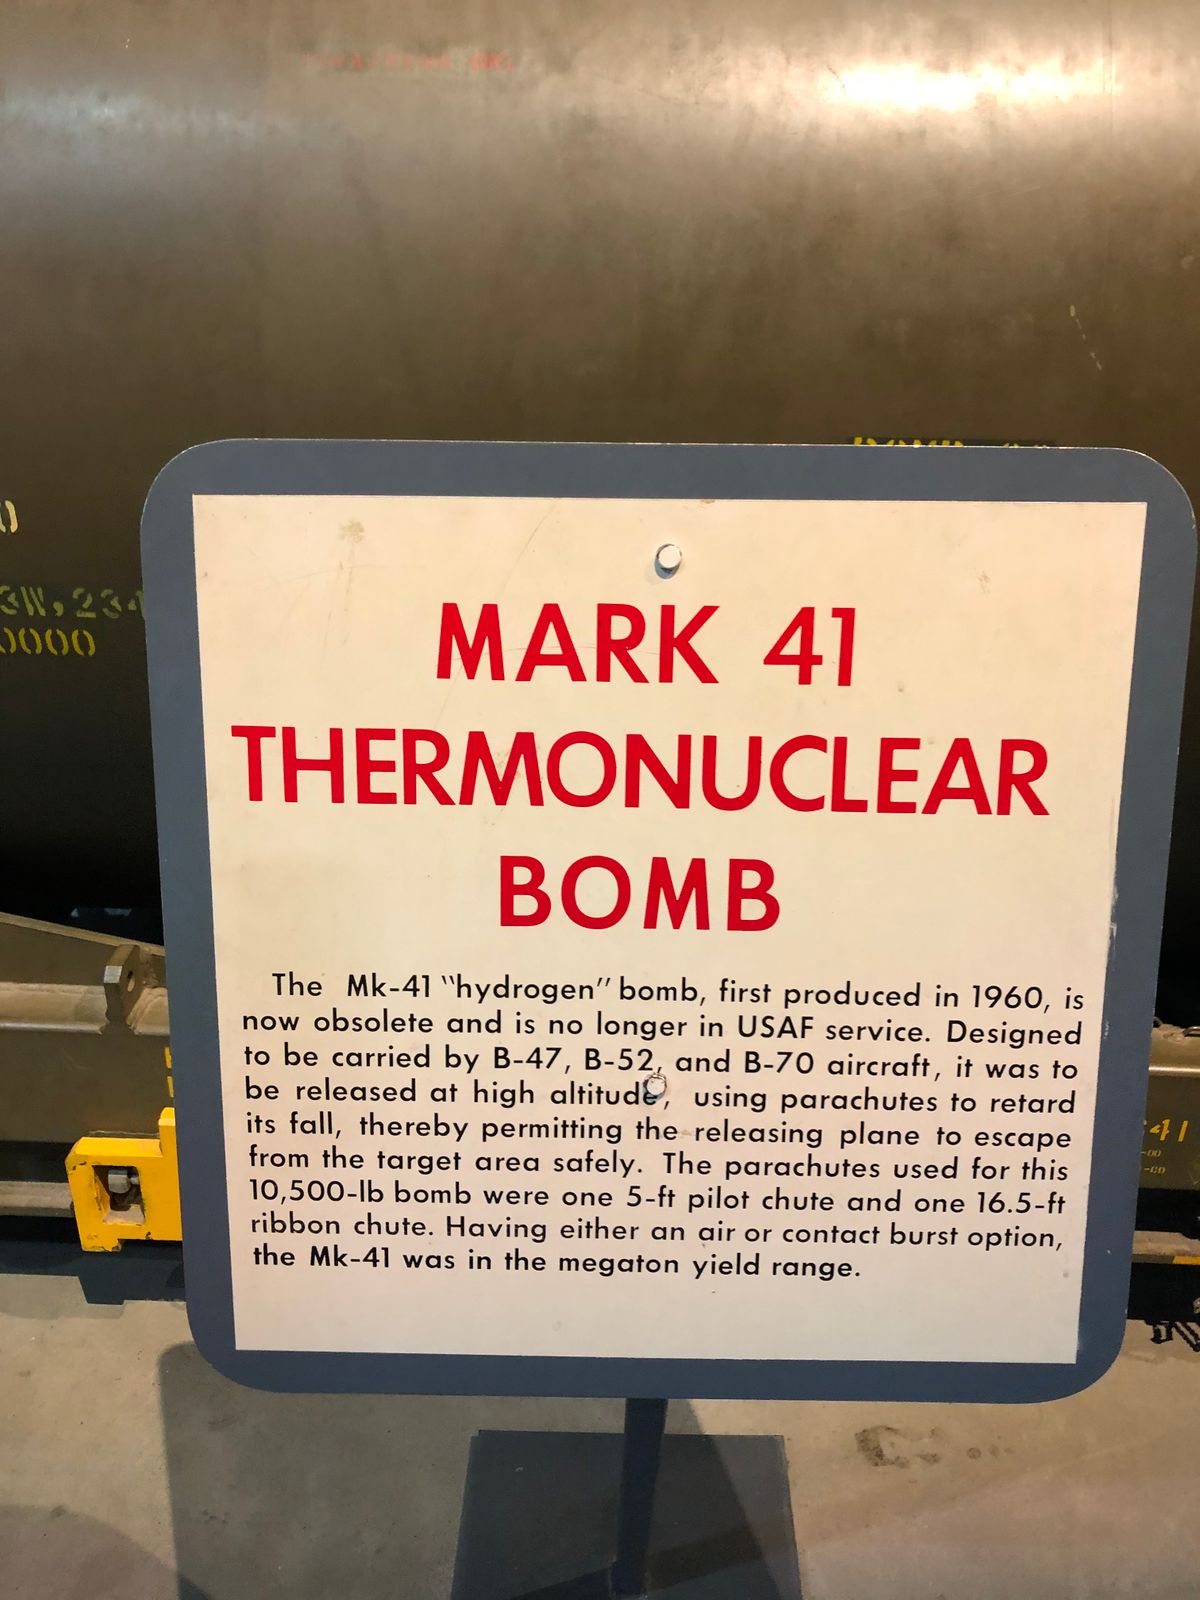 0
3W,234
0000
MARK 41
THERMONUCLEAR
BOMB
The Mk-41 "hydrogen" bomb, first produced in 1960, is
now obsolete and is no longer in USAF service. Designed
to be carried by B-47, B-52, and B-70 aircraft, it was to
be released at high altitude, using parachutes to retard
its fall, thereby permitting the releasing plane to escape
from the target area safely. The parachutes used for this
10,500-lb bomb were one 5-ft pilot chute and one 16.5-ft
ribbon chute. Having either an air or contact burst option,
the Mk-41 was in the megaton yield range.
41